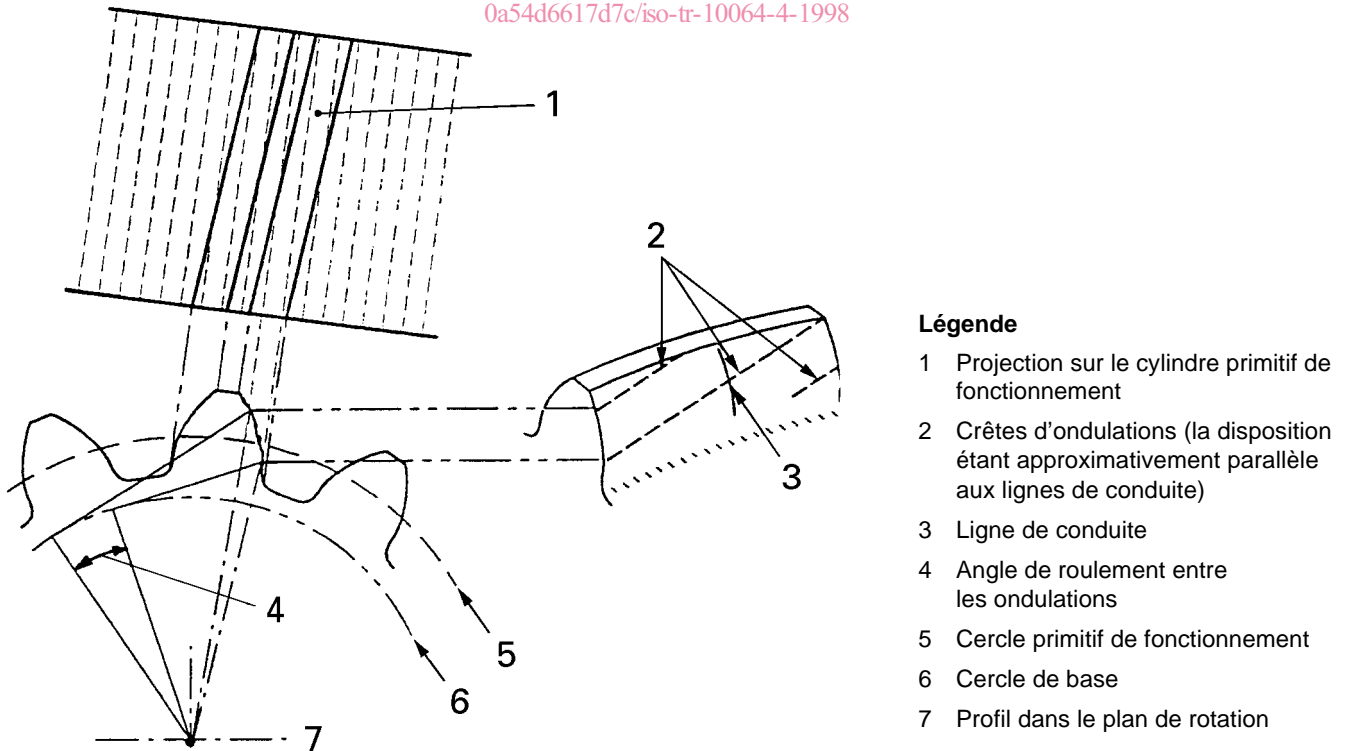 0a54d6617d7c/iso-tr-10064-4-1998
1
2
3
4
5
6
7
Légende
1 Projection sur le cylindre primitif de
fonctionnement
2 Crêtes d'ondulations (la disposition
étant approximativement parallèle
aux lignes de conduite)
3 Ligne de conduite
4 Angle de roulement entre
les ondulations
5 Cercle primitif de fonctionnement
6 Cercle de base
7 Profil dans le plan de rotation